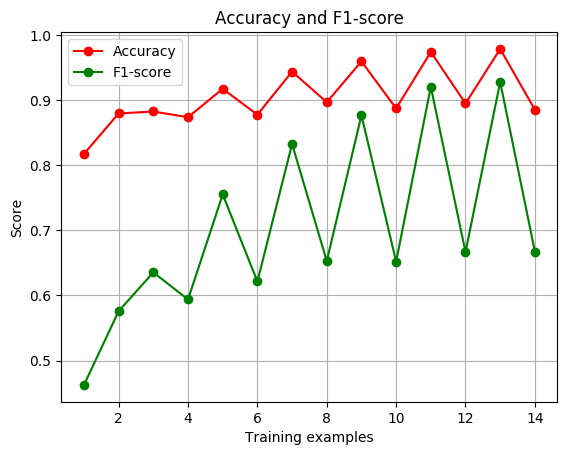 Accuracy and F1-score
Accuracy
F1-score
1.0
0.9
0.8
0.7
0.6
0.5
Score
2 4 6 8 10 12 14
Training examples